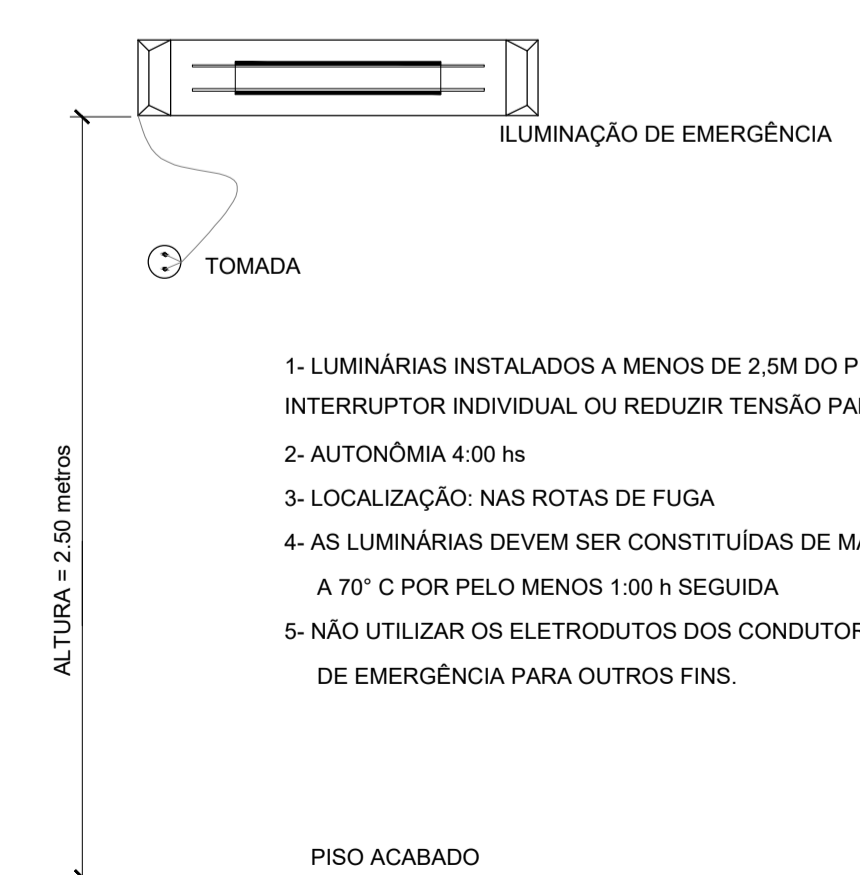 ILUMINAÇÃO DE EMERGÊNCIA
TOMADA
1- LUMINÁRIAS INSTALADOS A MENOS DE 2,5M DO P
INTERRUPTOR INDIVIDUAL OU REDUZIR TENSÃO
2- AUTONÔMIA 4:00 hs
3- LOCALIZAÇÃO: NAS ROTAS DE FUGA
4- AS LUMINÁRIAS DEVEM SER CONSTITUÍDAS DE
A 70° C POR PELO MENOS 1:00 h SEGUIDA
5- NÃO UTILIZAR OS ELETRODUTOS DOS
DE EMERGÊNCIA PARA OUTROS FINS.
ALTURA = 2.50 metros
PISO ACABADO